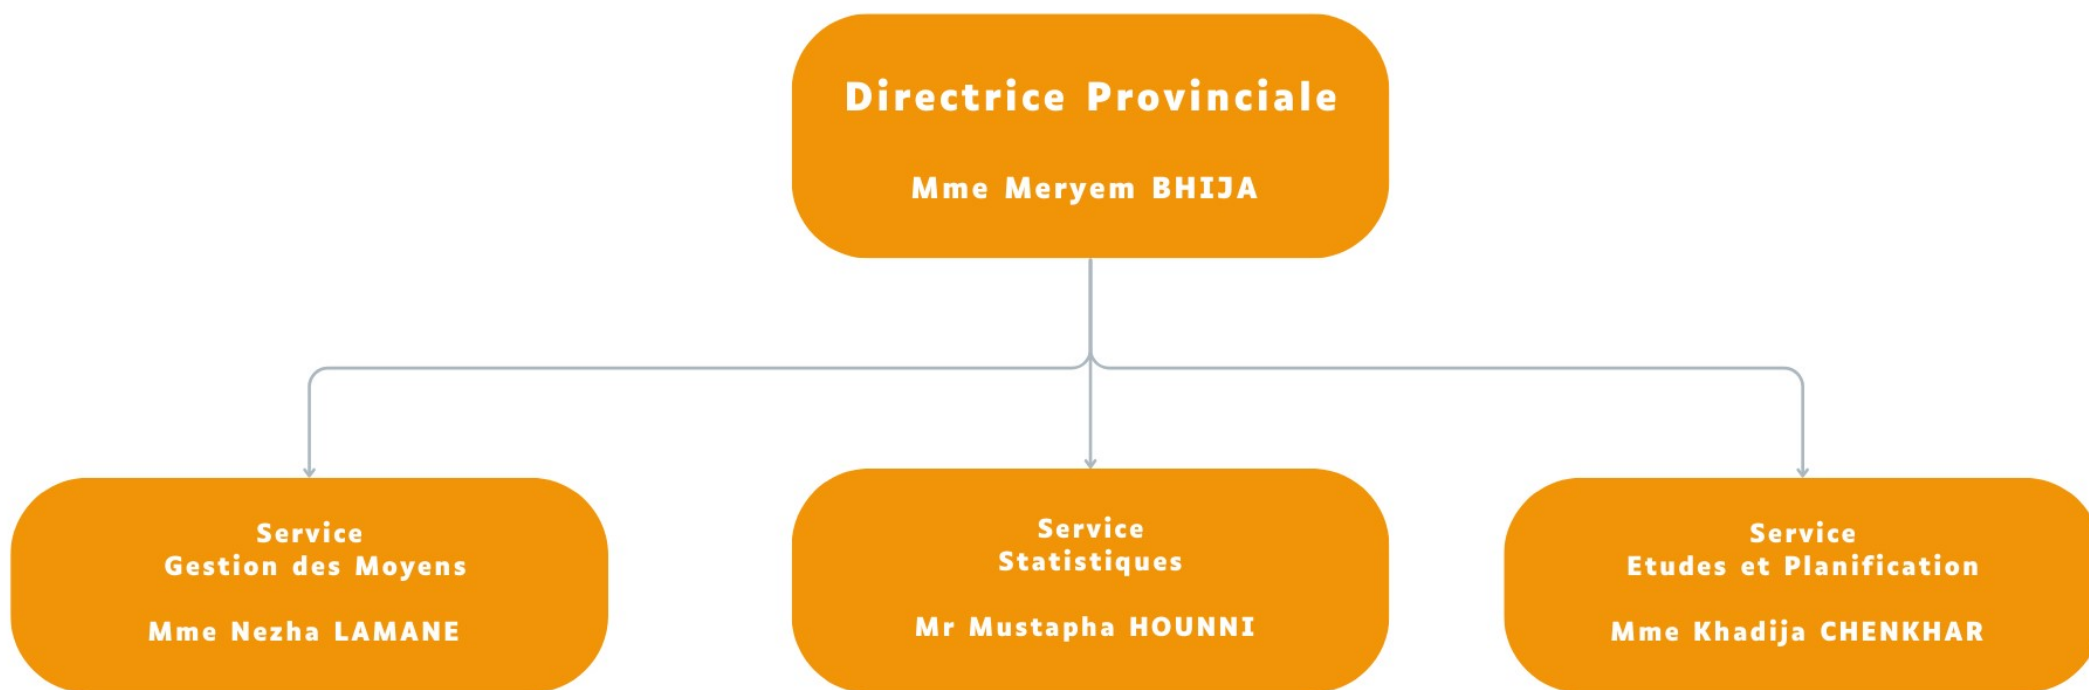 Directrice Provinciale
Mme Meryem BHIJA
Service
Gestion des Moyens
Mme Nezha LAMANE
Service
Statistiques
Mr Mustapha HOUNNI
Service
Etudes et Planification
Mme Khadija CHENKHAR